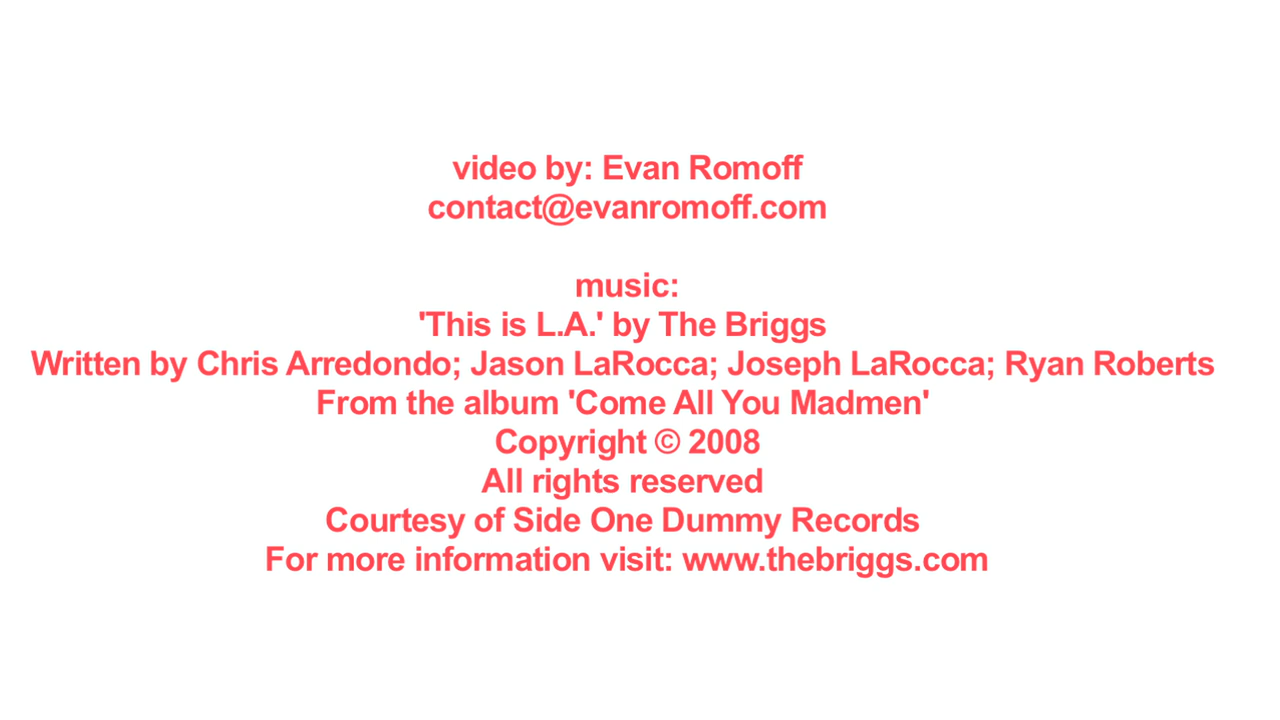 video by: Evan Romoff
contact@evanromoff.com
music:
'This is L.A.' by The Briggs
Written by Chris Arredondo; Jason LaRocca; Joseph LaRocca; Ryan Roberts
From the album 'Come All You Madmen'
Copyright © 2008
All rights reserved
Courtesy of Side One Dummy Records
For more information visit: www.thebriggs.com